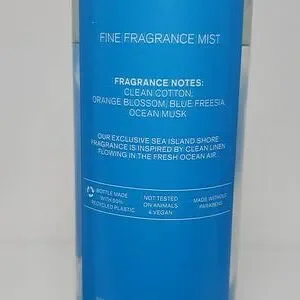 FINE FRAGRANCE MIST
FRAGRANCE NOTES:
CLEAN COTTON,
ORANGE BLOSSOM, BLUE FREESIA,
OCEAN MUSK
OUR EXCLUSIVE SEA ISLAND SHORE
FRAGRANCE IS INSPIRED BY CLEAN LINEN
FLOWING IN THE FRESH OCEAN AIR.
BOTTLE MADE
WITH 50%
RECYCLED PLASTIC
NOT TESTED
ON ANIMALS
& VEGAN
MADE WITHOUT
PARABENS